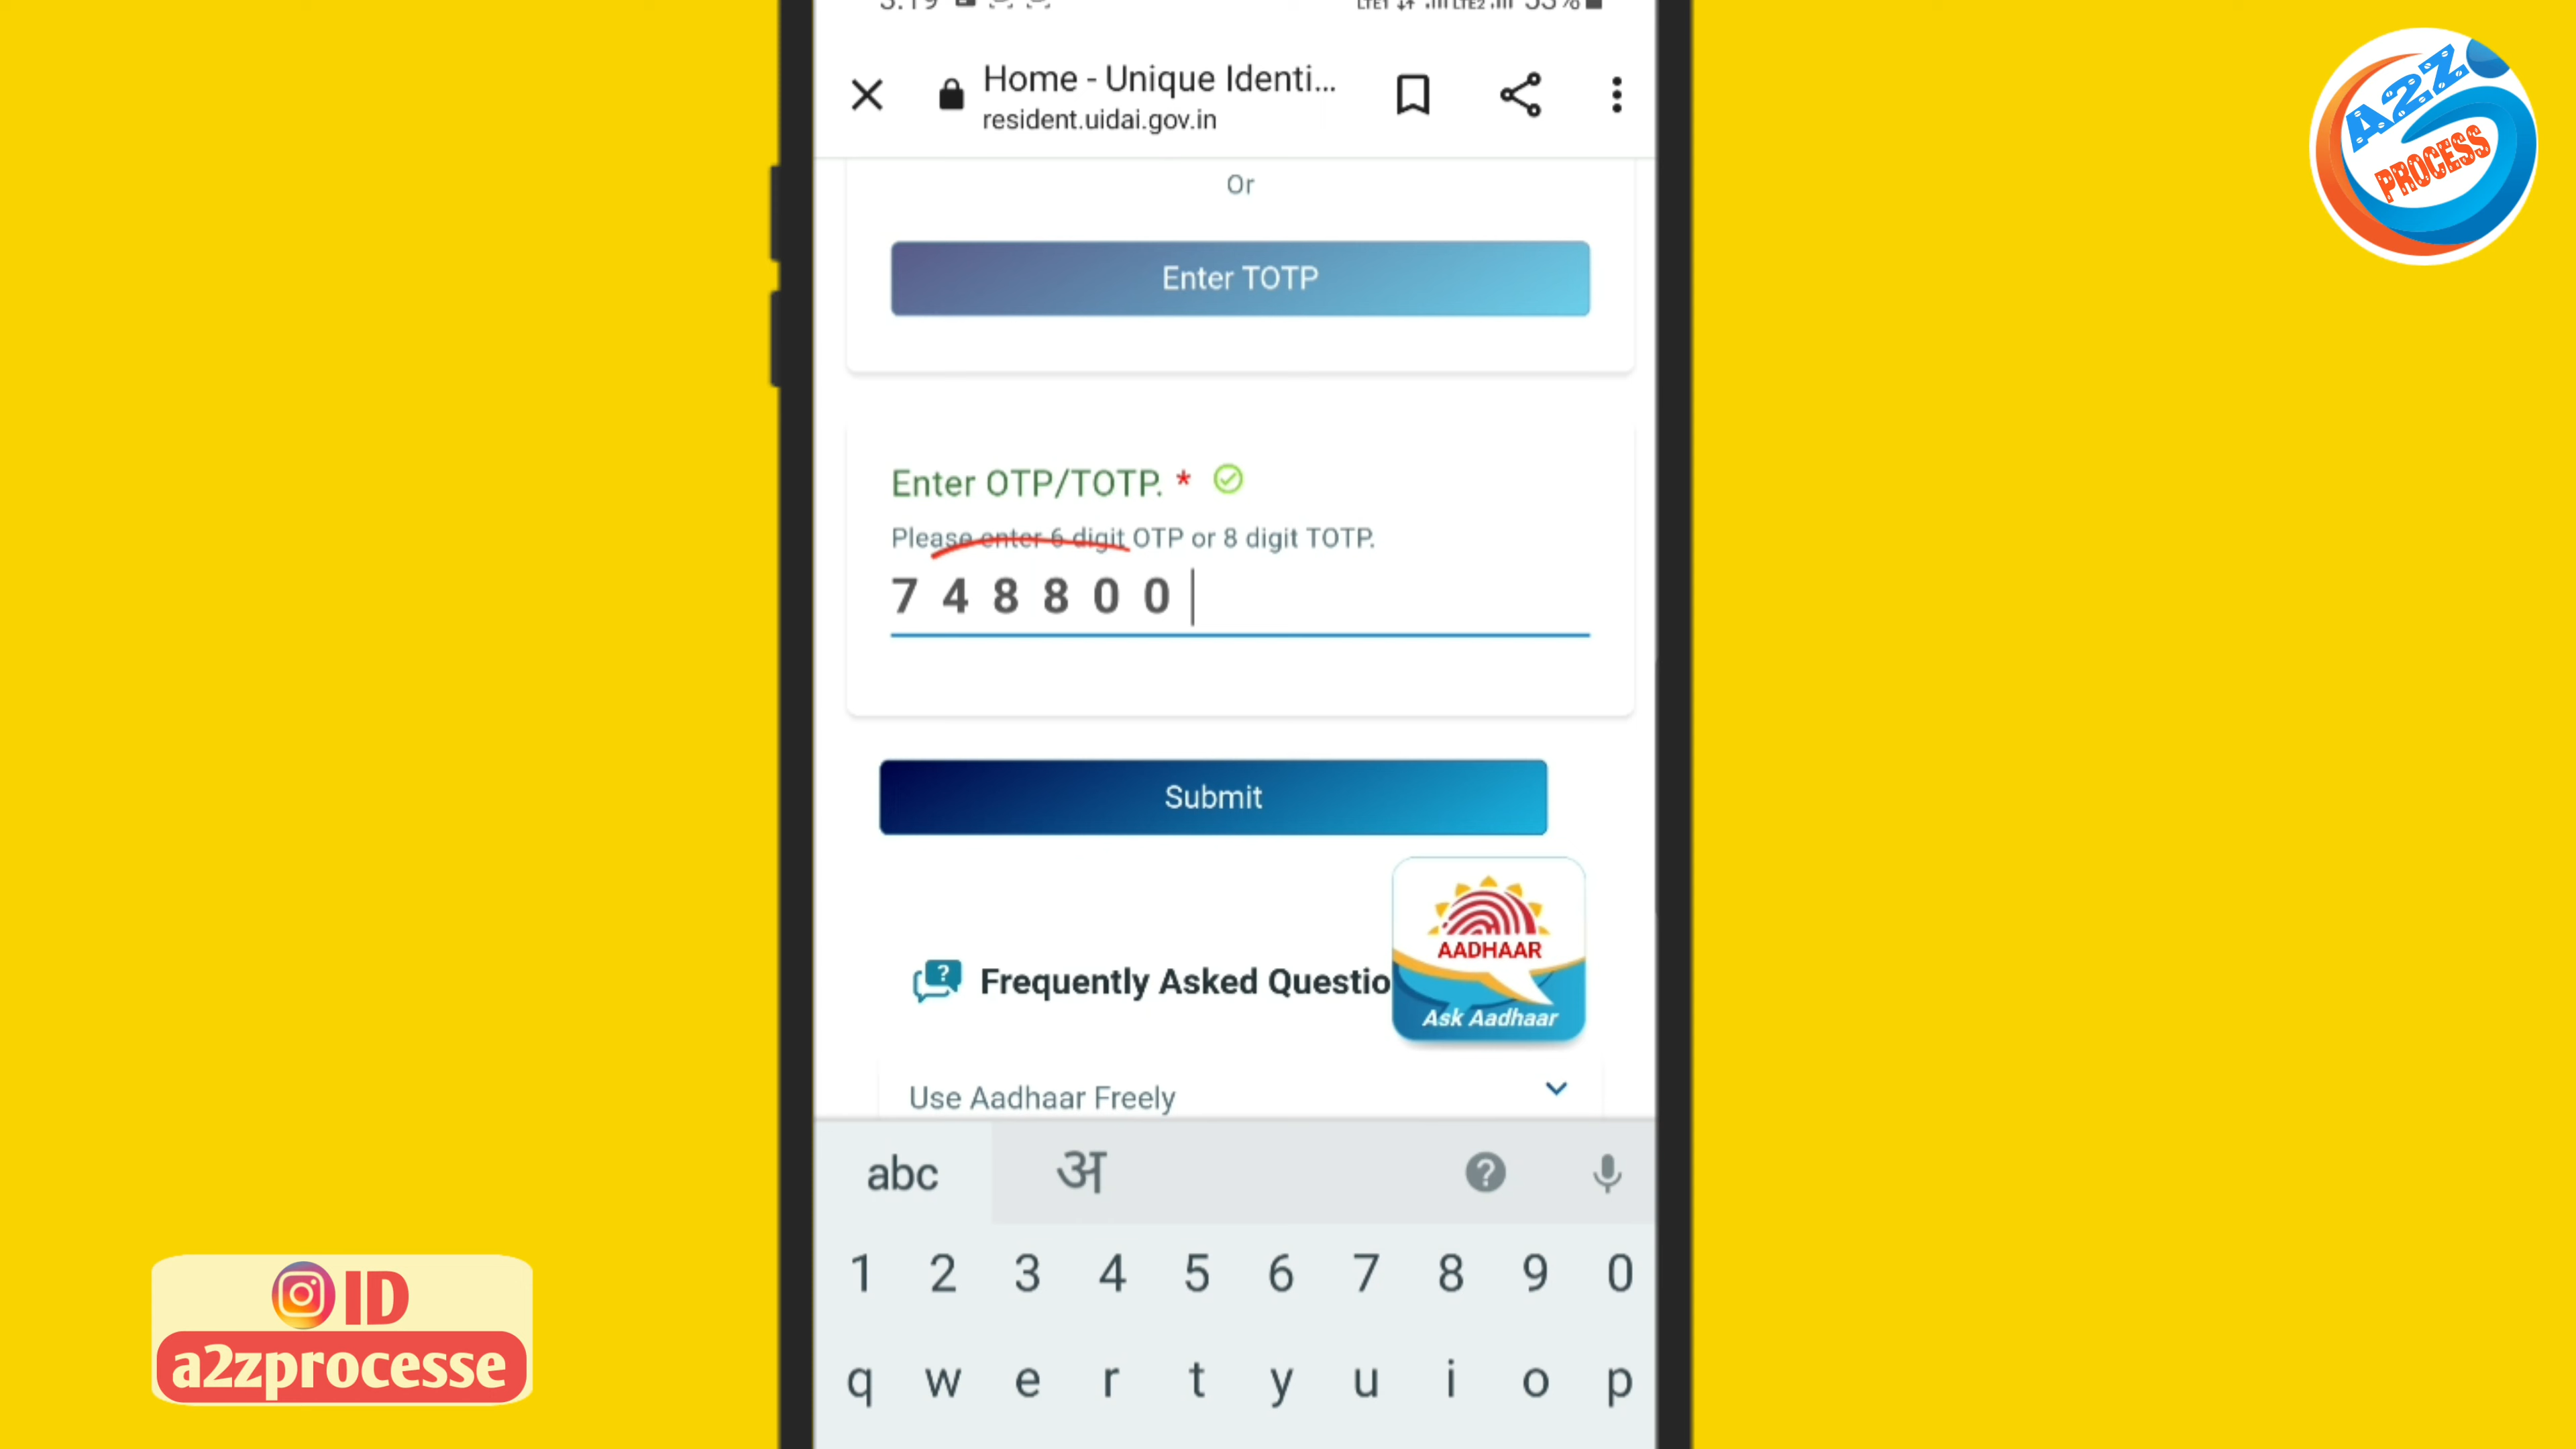 Home - Unique Identi...
resident.uidai.gov.in
A2Z
PROCESS
Or
Enter TOTP
Enter OTP/TOTP. *
Please enter 6 digit OTP or 8 digit TOTP.
7 4 8 8 0 0
Submit
Frequently Asked Questio
AADHAAR
Ask Aadhaar
Use Aadhaar Freely
abc अ
1 2 3 4 5 6 7 8 9 0
q w e r t y u i o p
ID
a2zprocesse